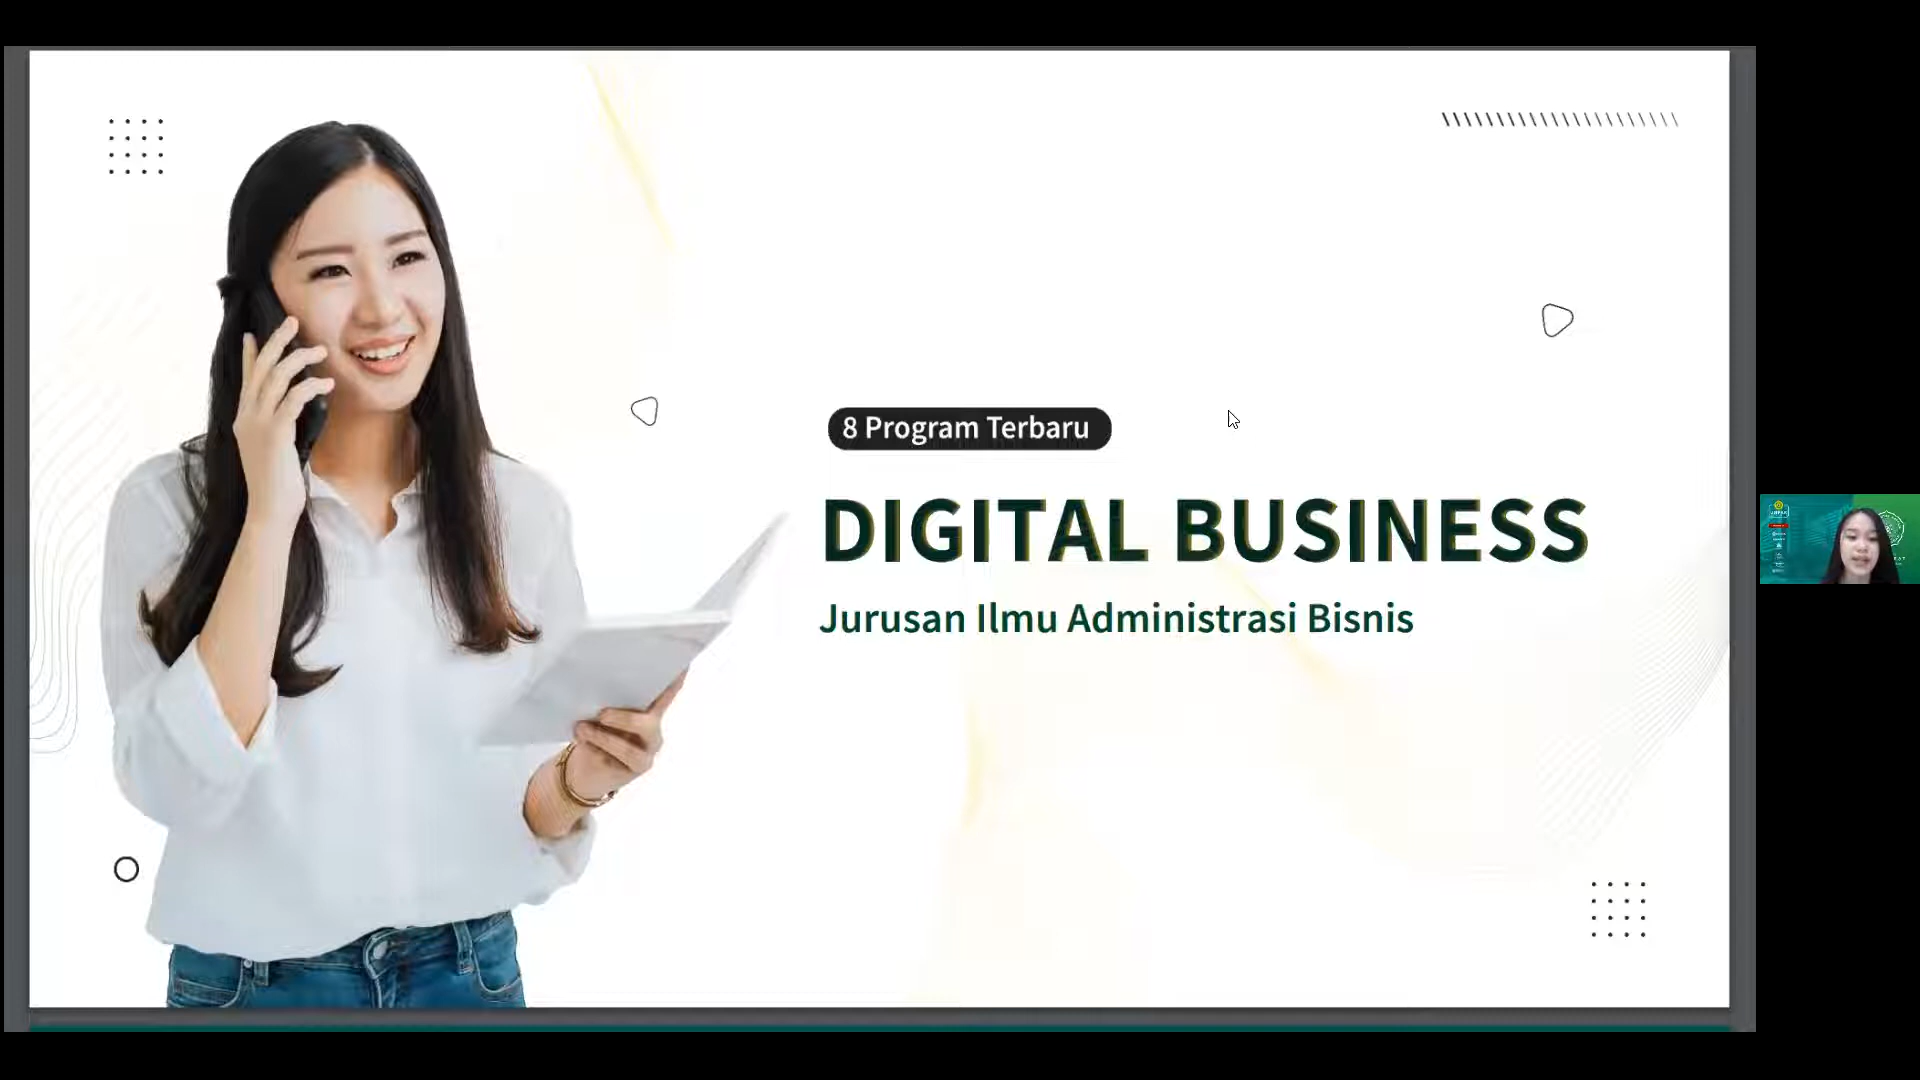 8 Program Terbaru
DIGITAL BUSINESS
Jurusan Ilmu Administrasi Bisnis